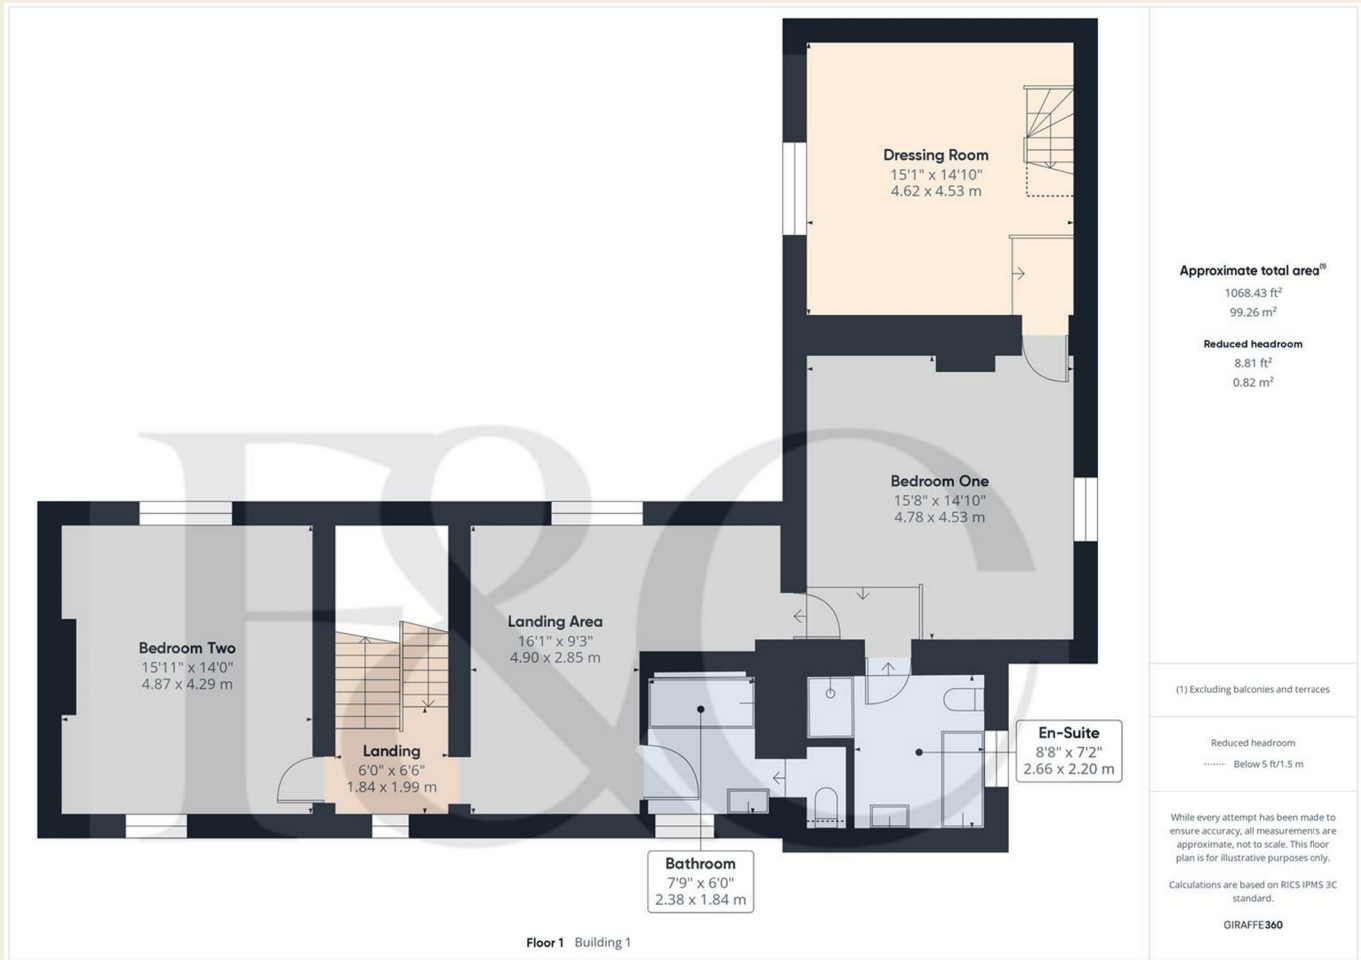 Dressing Room
15'1" x 14'10"
4.62 x 4.53 m
Bedroom One
15'8" x 14'10"
4.78 x 4.53 m
Bedroom Two
15'11" x 14'0"
4.87 x 4.29 m
Landing Area
16'1" x 9'3"
4.90 x 2.85 m
Landing
6'0" x 6'6"
1.84 x 1.99 m
En-Suite
8'8" x 7'2"
2.66 x 2.20 m
Bathroom
7'9" x 6'0"
2.38 x 1.84 m
F&C
Floor 1 Building 1
Approximate total area(1)
1068.43 ft²
99.26 m²
Reduced headroom
8.81 ft²
0.82 m²
(1) Excluding balconies and terraces
Reduced headroom
Below 5 ft/1.5 m
While every attempt has been made to
ensure accuracy, all measurements are
approximate, not to scale. This floor
plan is for illustrative purposes only.
Calculations are based on RICS IPMS 3C
standard.
GIRAFFE360